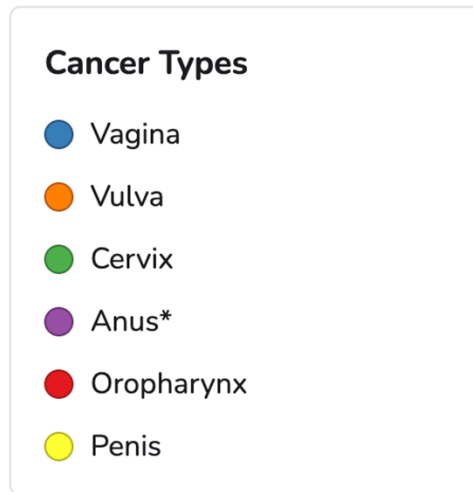 Cancer Types
Vagina
Vulva
Cervix
Anus*
Oropharynx
Penis